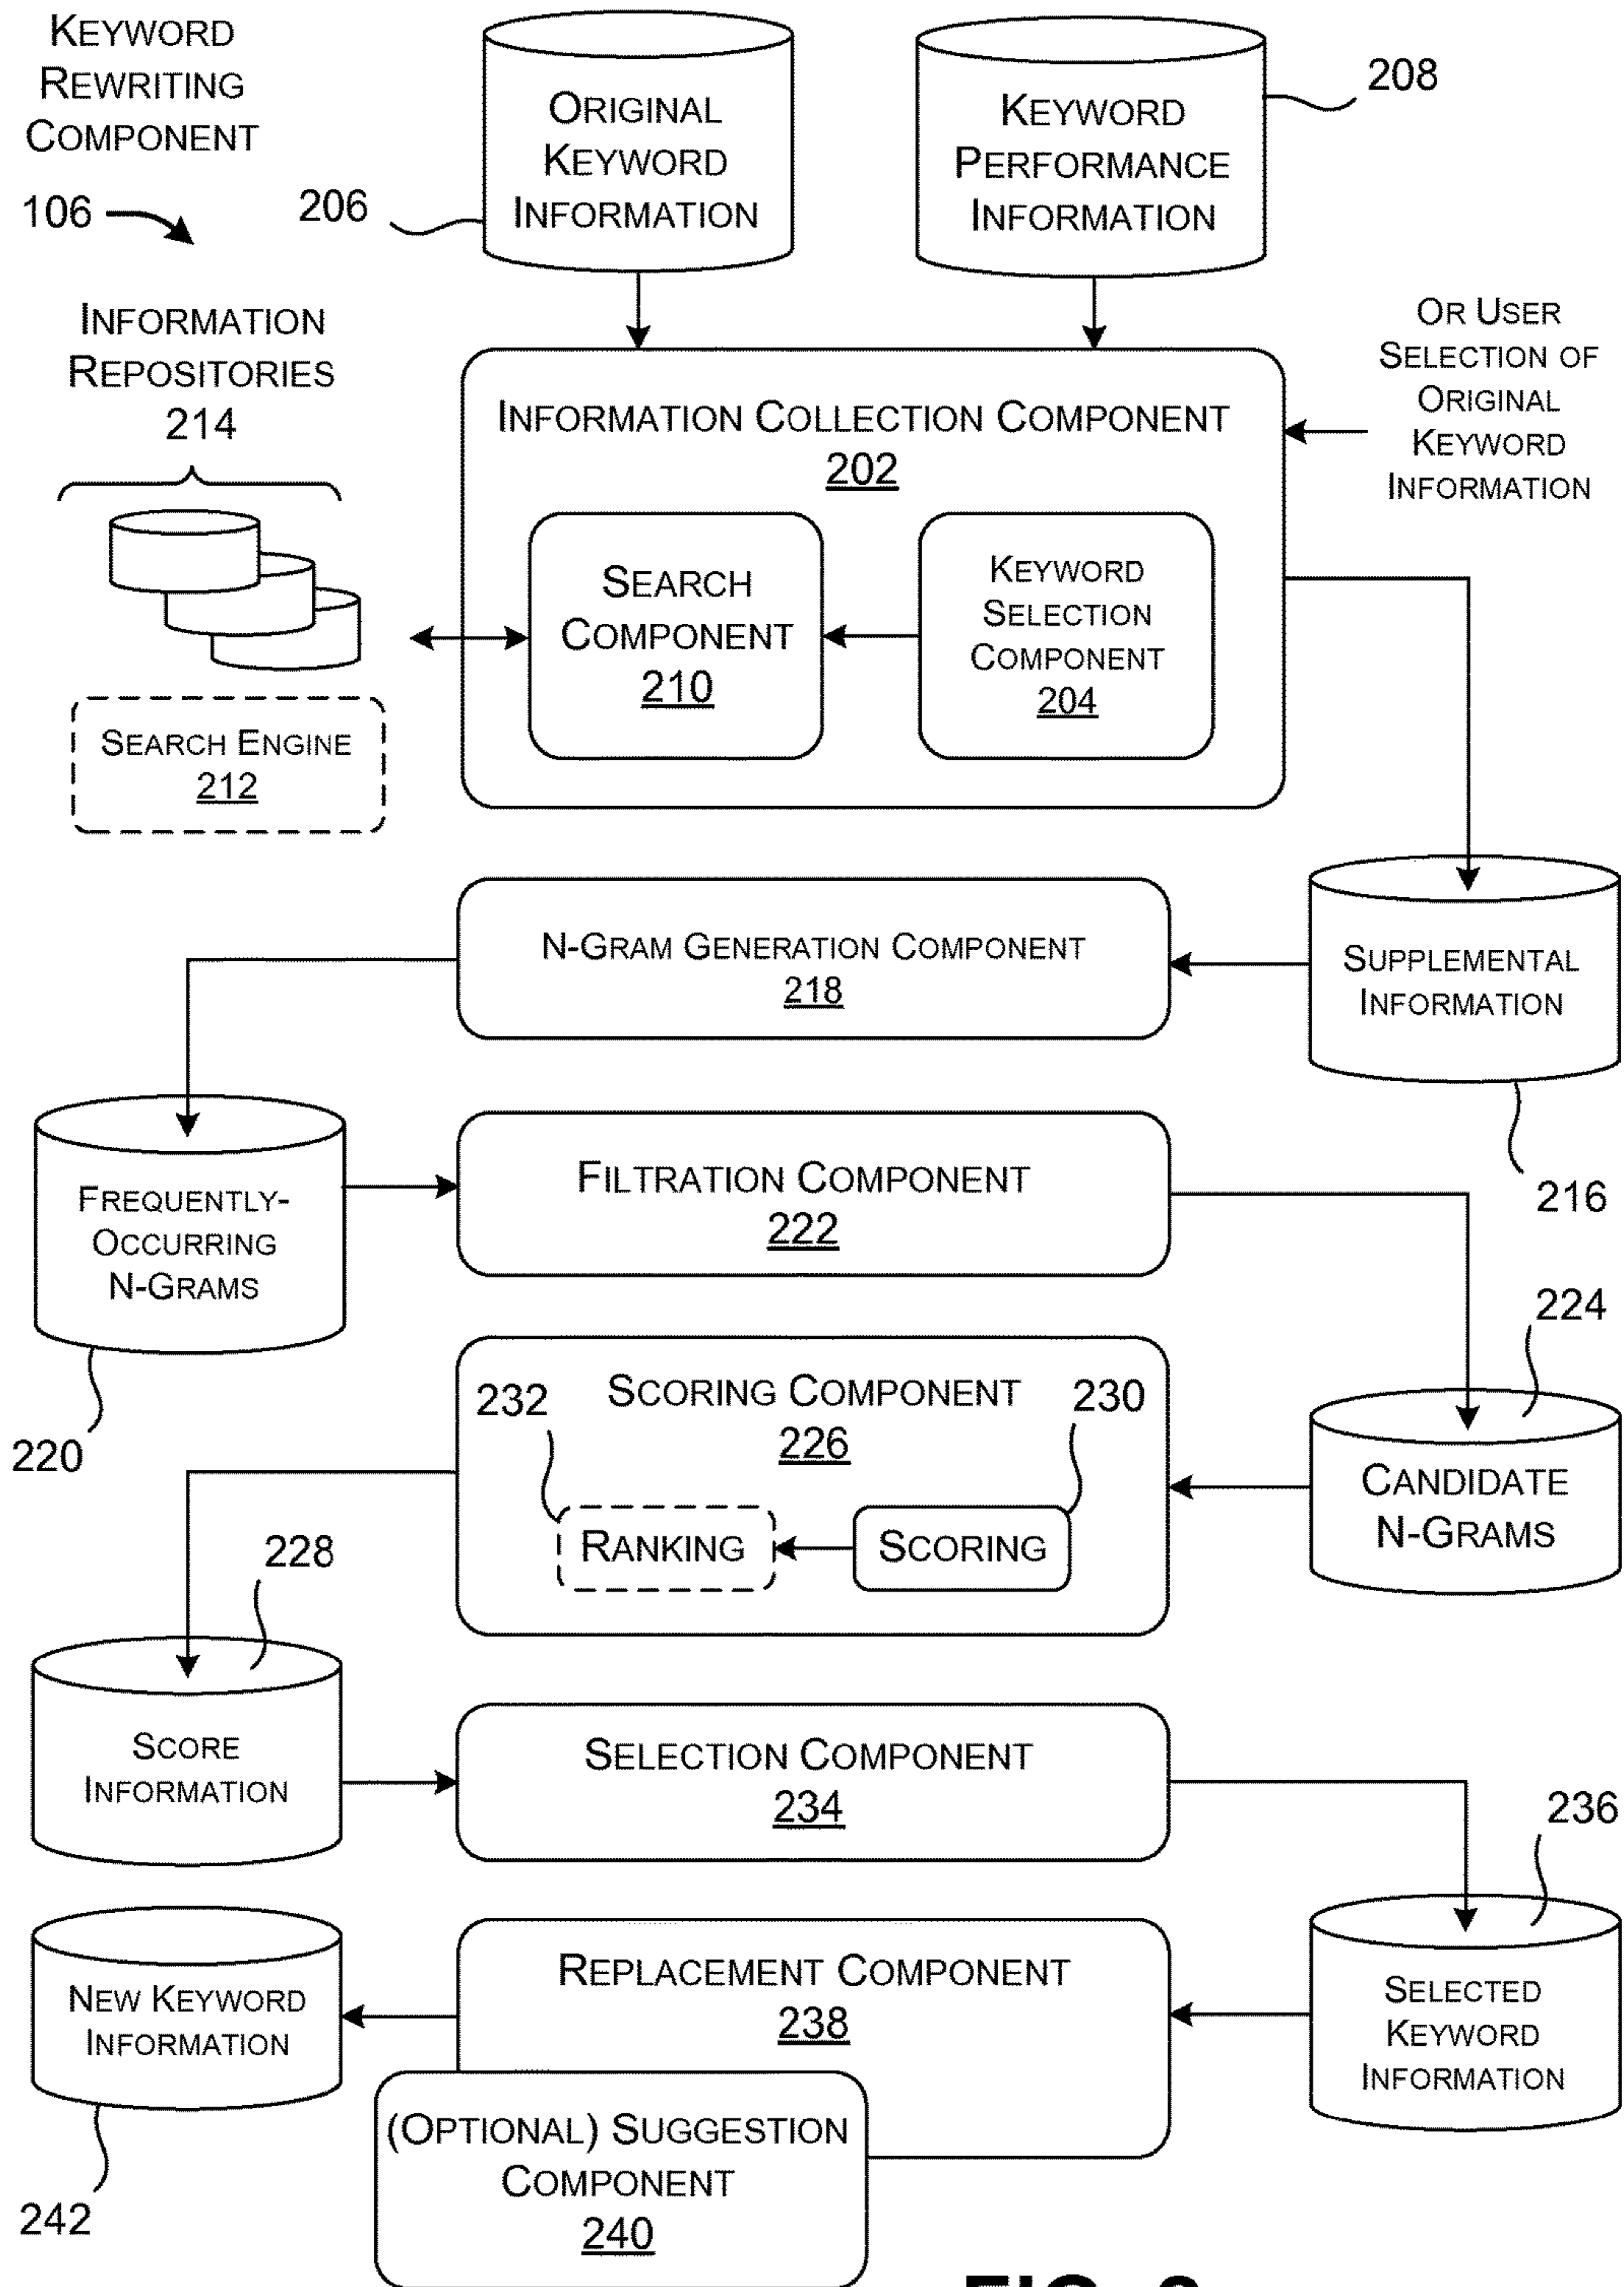 KEYWORD
REWRITING
COMPONENT
106
206
ORIGINAL
KEYWORD
INFORMATION
KEYWORD
PERFORMANCE
INFORMATION
208
INFORMATION
REPOSITORIES
214
OR USER
SELECTION OF
ORIGINAL
KEYWORD
INFORMATION
INFORMATION COLLECTION COMPONENT
202
SEARCH
COMPONENT
210
KEYWORD
SELECTION
COMPONENT
204
SEARCH ENGINE
212
N-GRAM GENERATION COMPONENT
218
SUPPLEMENTAL
INFORMATION
216
FREQUENTLY-
OCCURRING
N-GRAMS
220
FILTRATION COMPONENT
222
224
CANDIDATE
N-GRAMS
SCORING COMPONENT
226
232
230
RANKING
SCORING
228
SCORE
INFORMATION
SELECTION COMPONENT
234
236
SELECTED
KEYWORD
INFORMATION
REPLACEMENT COMPONENT
238
NEW KEYWORD
INFORMATION
242
(OPTIONAL) SUGGESTION
COMPONENT
240
FIG.